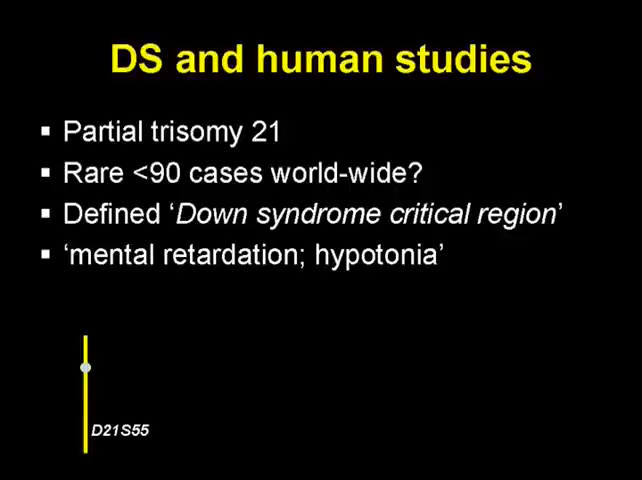 DS and human studies
▪ Partial trisomy 21
▪ Rare <90 cases world-wide?
▪ Defined ‘Down syndrome critical region’
▪ ‘mental retardation; hypotonia’
D21S55